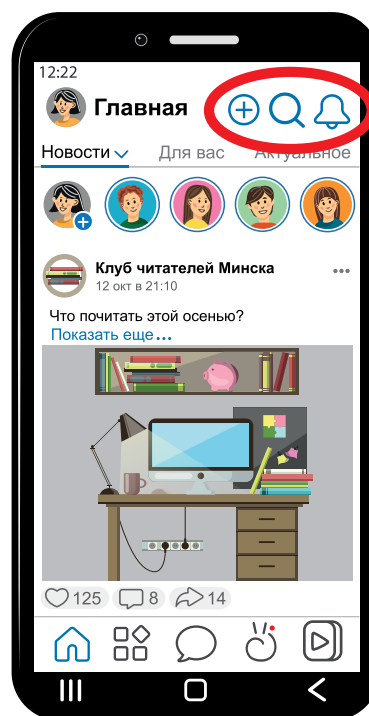 12:22
Главная
Новости Для вас Актуальное
Клуб читателей Минска
12 окт в 21:10
Что почитать этой осенью?
Показать еще...
125 8 14